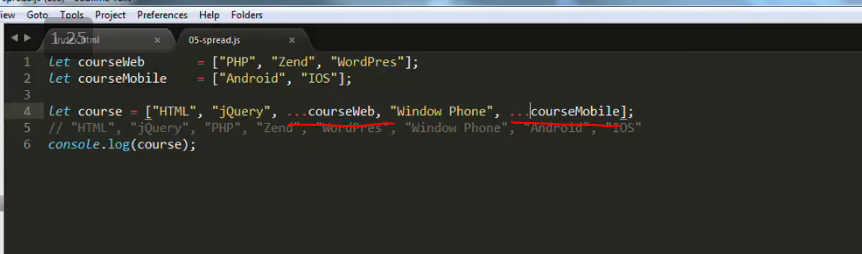 iew Goto Tools Project Preferences Help Folders
1.25
index.html × 05-spread.js ×
1 let courseWeb = ["PHP", "Zend", "WordPres"];
2 let courseMobile = ["Android", "IOS"];
3
4 let course = ["HTML", "jQuery", ...courseWeb, "Window Phone", ...courseMobile];
5 // "HTML", "jQuery", "PHP", "Zend", "WordPres", "Window Phone", "Android", "IOS"
6 console.log(course);